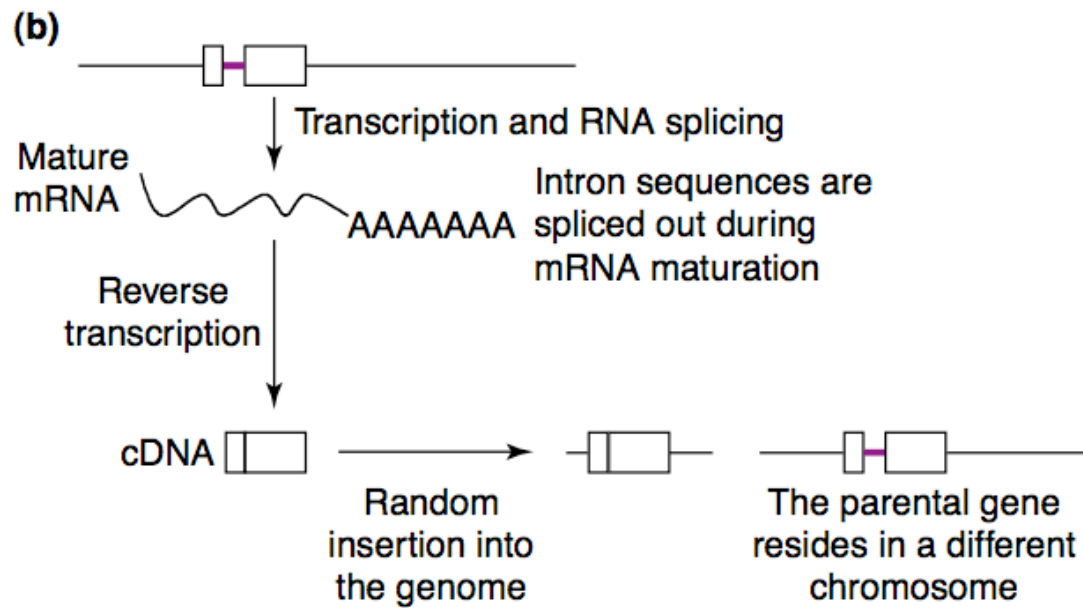 (b)
Transcription and RNA splicing
Mature
mRNA
AAAAAAA
Intron sequences are
spliced out during
mRNA maturation
Reverse
transcription
cDNA
Random
insertion into
the genome
The parental gene
resides in a different
chromosome